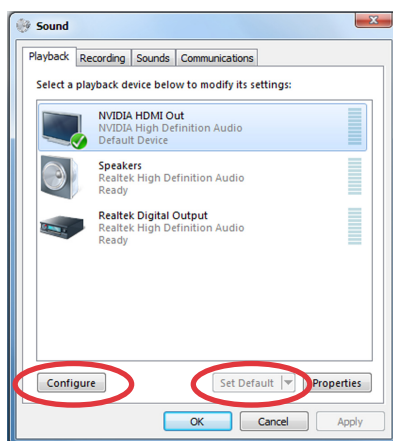 Sound
Playback Recording Sounds Communications
Select a playback device below to modify its settings:
NVIDIA HDMI Out
NVIDIA High Definition Audio
Default Device
Speakers
Realtek High Definition Audio
Ready
Realtek Digital Output
Realtek High Definition Audio
Ready
Configure Set Default Properties
OK Cancel Apply